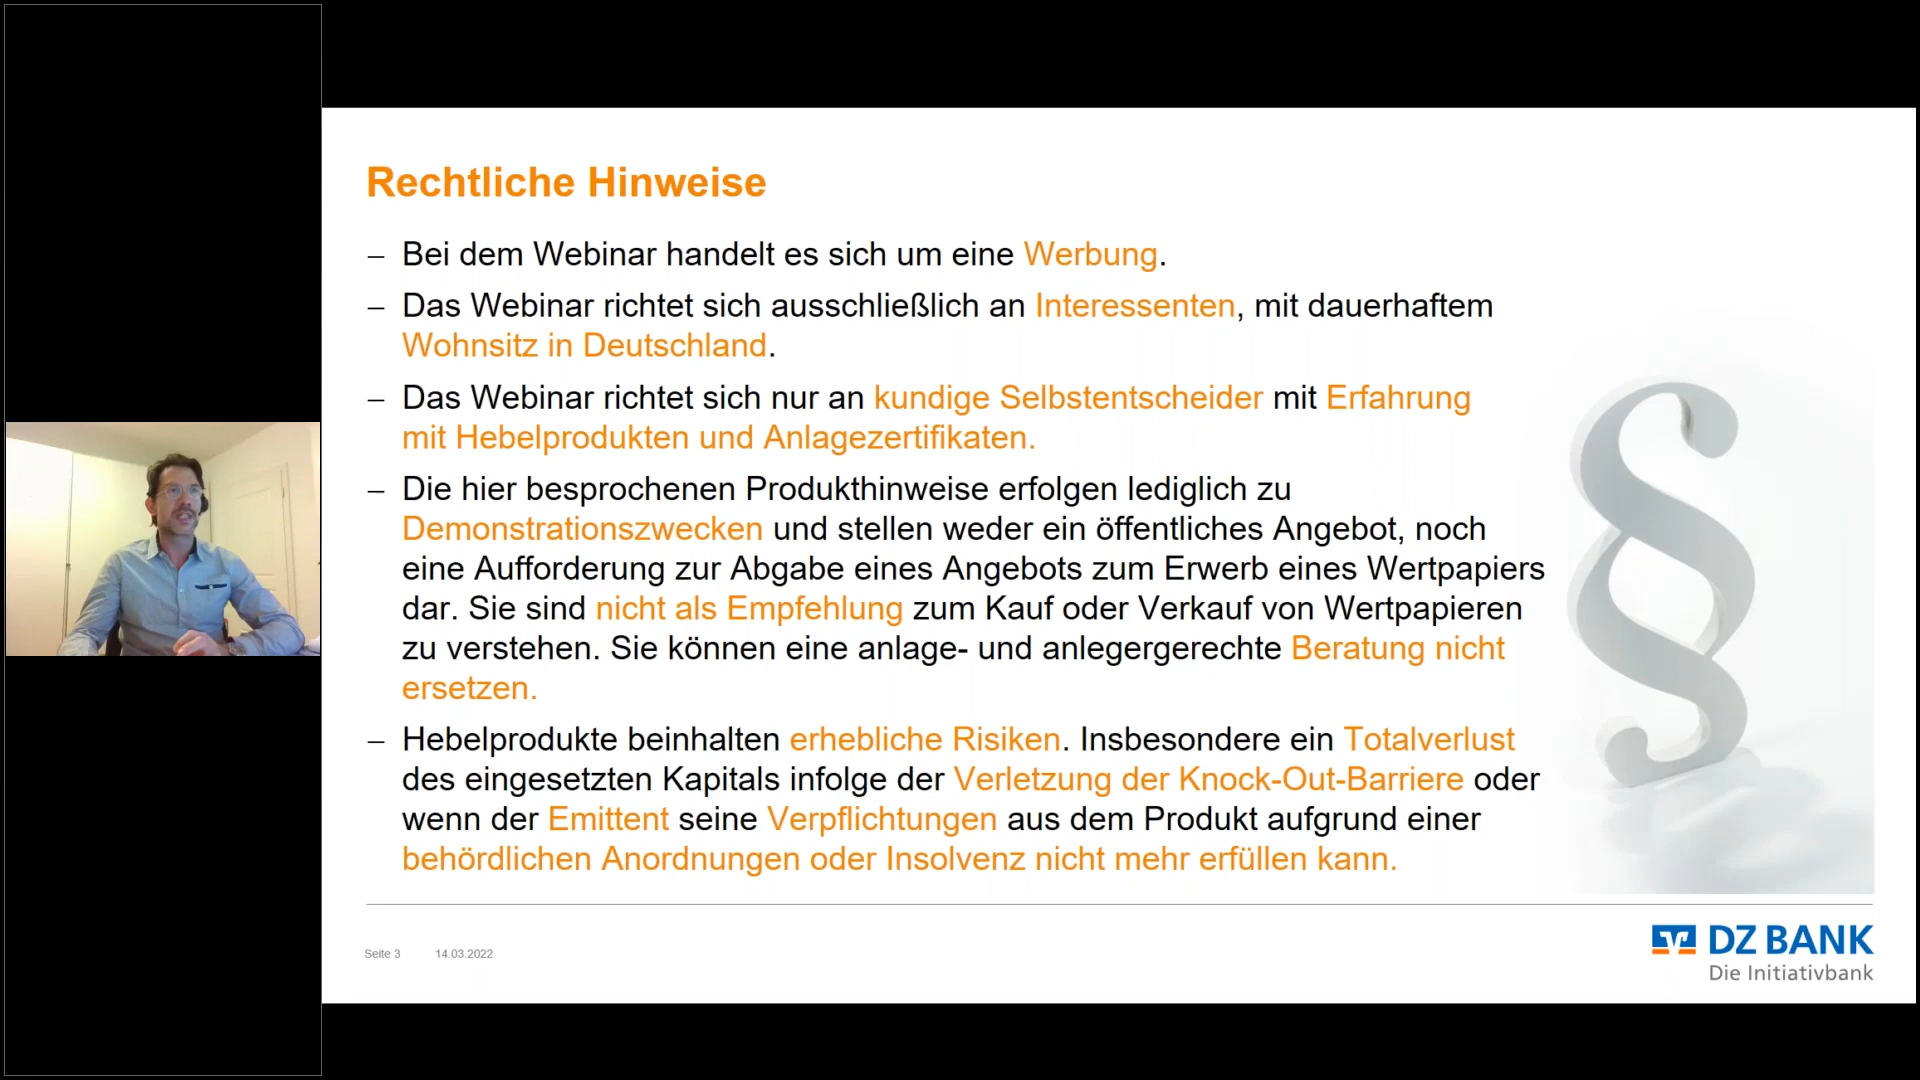 Rechtliche Hinweise
– Bei dem Webinar handelt es sich um eine Werbung.
– Das Webinar richtet sich ausschließlich an Interessenten, mit dauerhaftem
Wohnsitz in Deutschland.
– Das Webinar richtet sich nur an kundige Selbstentscheider mit Erfahrung
mit Hebelprodukten und Anlagezertifikaten.
– Die hier besprochenen Produkthinweise erfolgen lediglich zu
Demonstrationszwecken und stellen weder ein öffentliches Angebot, noch
eine Aufforderung zur Abgabe eines Angebots zum Erwerb eines Wertpapiers
dar. Sie sind nicht als Empfehlung zum Kauf oder Verkauf von Wertpapieren
zu verstehen. Sie können eine anlage- und anlegergerechte Beratung nicht
ersetzen.
– Hebelprodukte beinhalten erhebliche Risiken. Insbesondere ein Totalverlust
des eingesetzten Kapitals infolge der Verletzung der Knock-Out-Barriere oder
wenn der Emittent seine Verpflichtungen aus dem Produkt aufgrund einer
behördlichen Anordnungen oder Insolvenz nicht mehr erfüllen kann.
§
Seite 3 14.03.2022
DZ BANK
Die Initiativbank